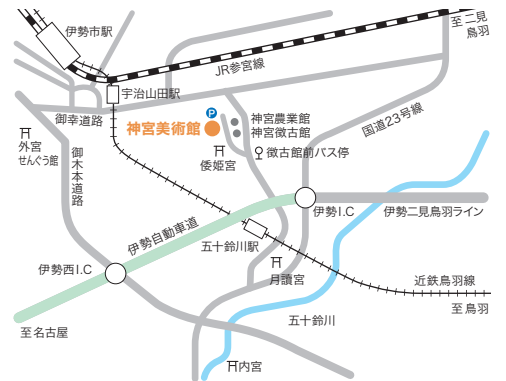 伊勢市駅
至二見
鳥羽
JR参宮線
宇治山田駅
P
御幸道路
神宮美術館
神宮農業館
神宮徴古館
国道23号線
外宮
せんぐう館
御木本道路
倭姫宮
徴古館前バス停
伊勢I.C
伊勢二見鳥羽ライン
伊勢自動車道
五十鈴川駅
伊勢西I.C
月讀宮
近鉄鳥羽線
至鳥羽
五十鈴川
至名古屋
内宮